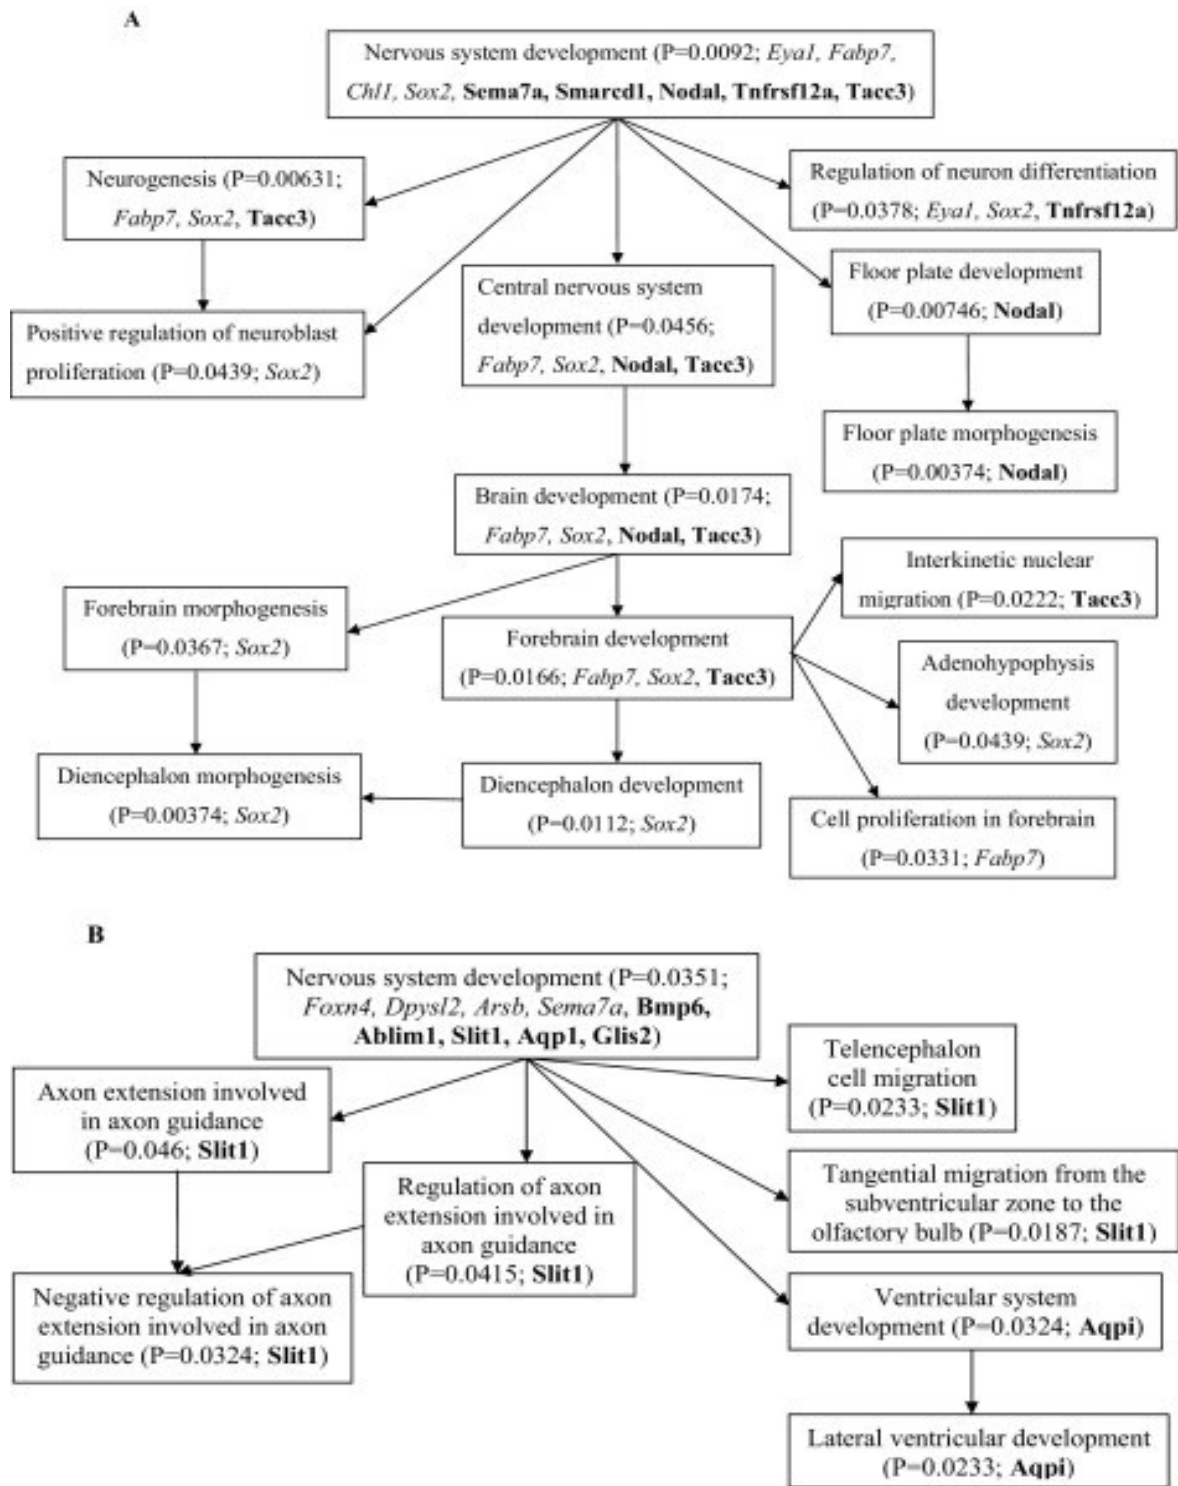 A
Nervous system development (P=0.0092; Eya1, Fabp7,
Chl1, Sox2, Sema7a, Smarcd1, Nodal, Tnfrsf12a, Tacc3)
Neurogenesis (P=0.00631;
Fabp7, Sox2, Tacc3)
Regulation of neuron differentiation
(P=0.0378; Eya1, Sox2, Tnfrsf12a)
Positive regulation of neuroblast
proliferation (P=0.0439; Sox2)
Central nervous system
development (P=0.0456;
Fabp7, Sox2, Nodal, Tacc3)
Floor plate development
(P=0.00746; Nodal)
Floor plate morphogenesis
(P=0.00374; Nodal)
Brain development (P=0.0174;
Fabp7, Sox2, Nodal, Tacc3)
Interkinetic nuclear
migration (P=0.0222; Tacc3)
Forebrain morphogenesis
(P=0.0367; Sox2)
Forebrain development
(P=0.0166; Fabp7, Sox2, Tacc3)
Adenohypophysis
development
(P=0.0439; Sox2)
Diencephalon morphogenesis
(P=0.00374; Sox2)
Diencephalon development
(P=0.0112; Sox2)
Cell proliferation in forebrain
(P=0.0331; Fabp7)
B
Nervous system development (P=0.0351;
Foxn4, Dpysl2, Arsb, Sema7a, Bmp6,
Ablim1, Slit1, Aqp1, Glis2)
Telencephalon
cell migration
(P=0.0233; Slit1)
Axon extension involved
in axon guidance
(P=0.046; Slit1)
Regulation of axon
extension involved in
axon guidance
(P=0.0415; Slit1)
Tangential migration from the
subventricular zone to the
olfactory bulb (P=0.0187; Slit1)
Negative regulation of axon
extension involved in axon
guidance (P=0.0324; Slit1)
Ventricular system
development (P=0.0324; Aqpi)
Lateral ventricular development
(P=0.0233; Aqpi)